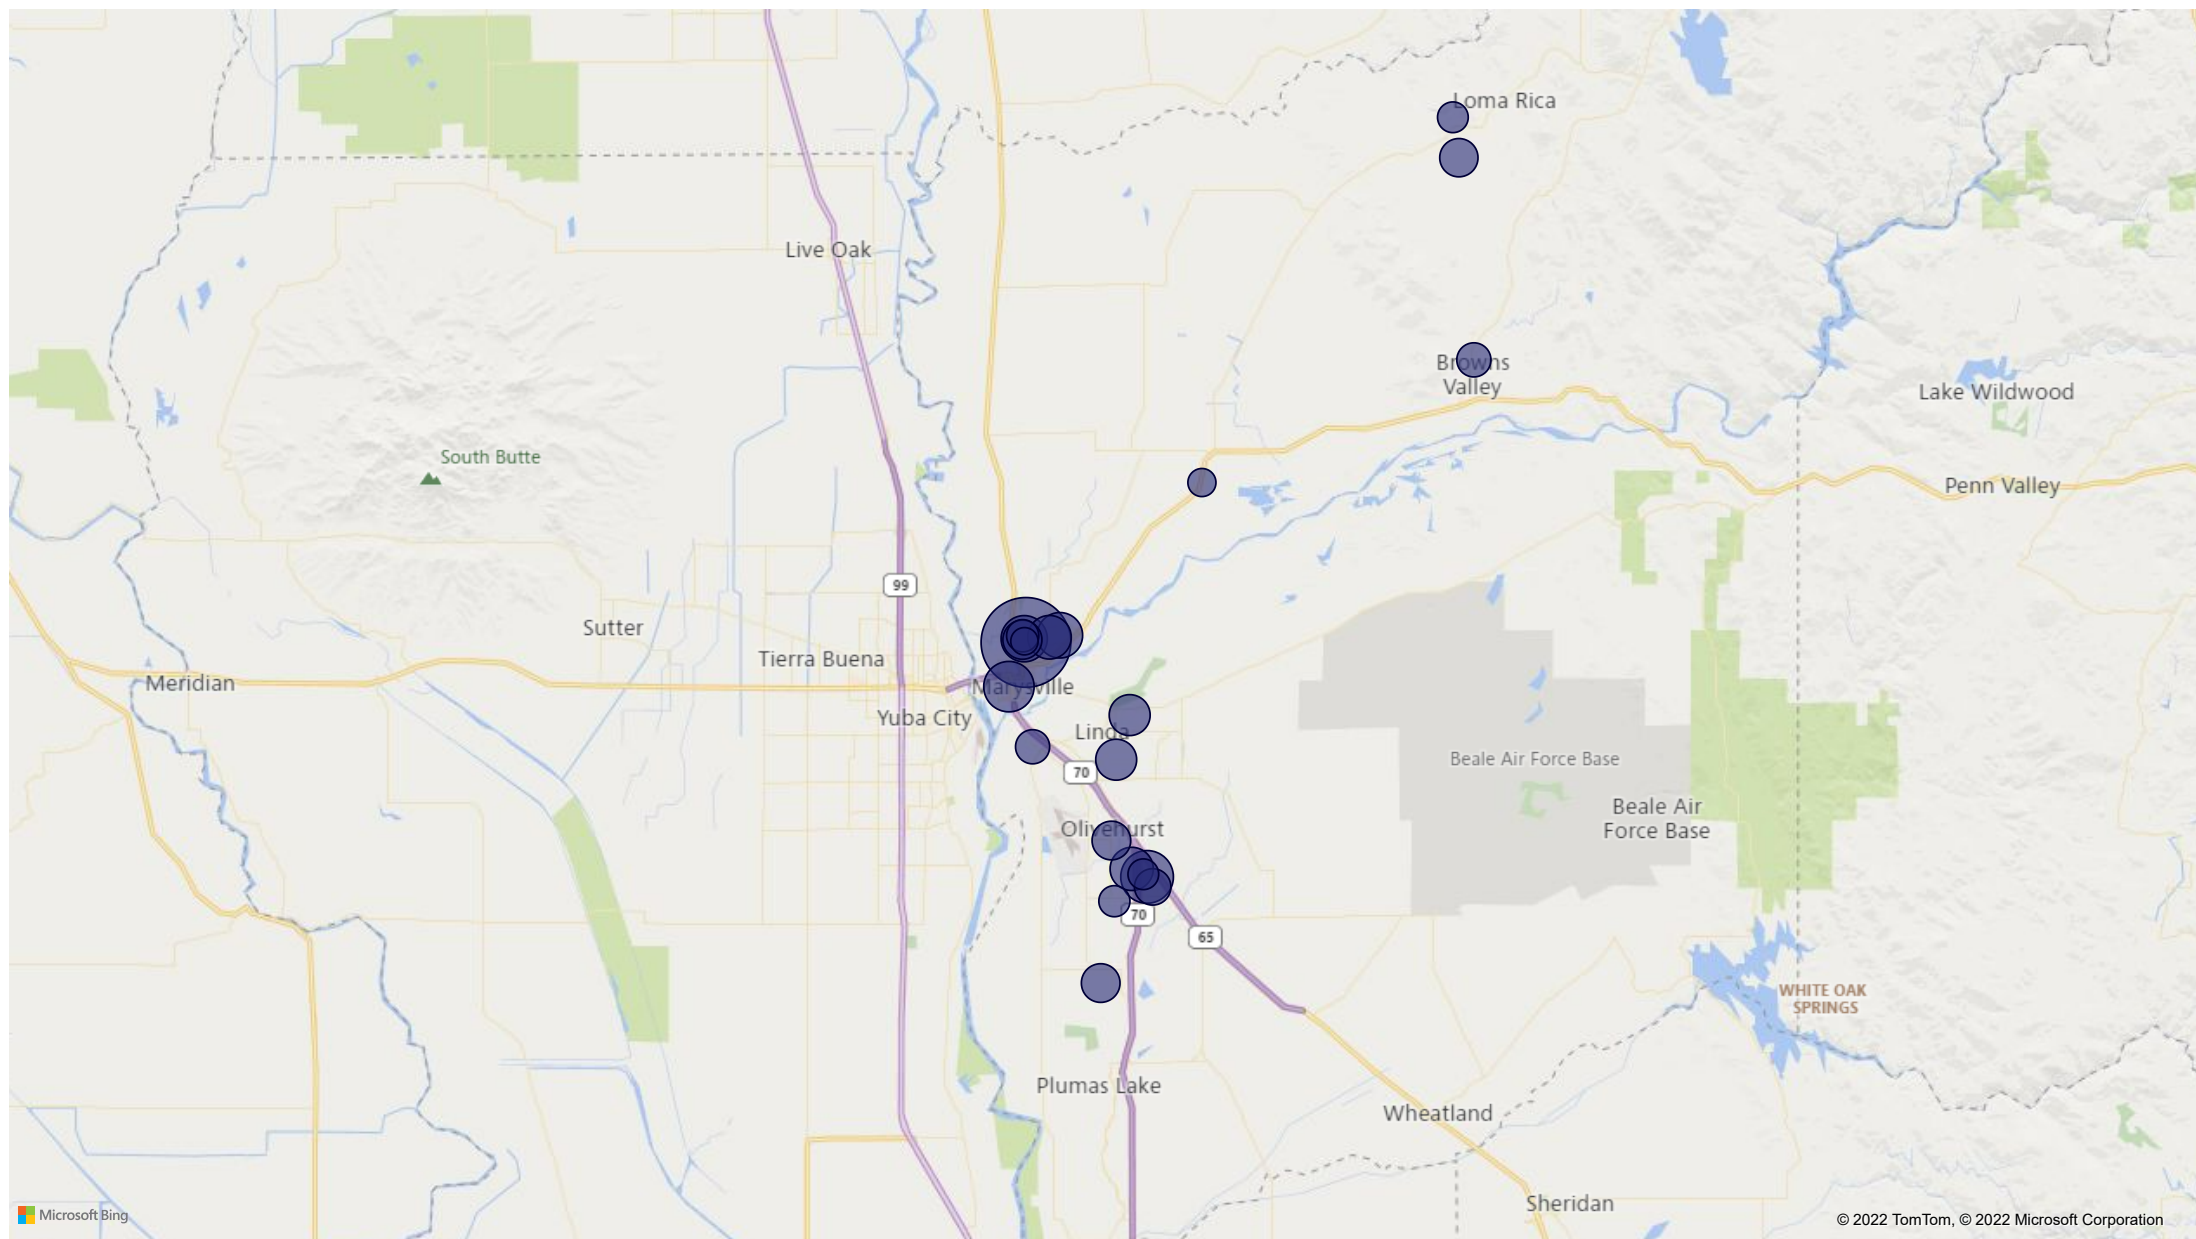 Loma Rica
Live Oak
Browns
Valley
Lake Wildwood
South Butte
Penn Valley
99
Sutter
Tierra Buena
Meridian
Marysville
Yuba City
Linda
70
Beale Air Force Base
Beale Air
Force Base
Olivehurst
70
65
WHITE OAK
SPRINGS
Plumas Lake
Wheatland
Sheridan
Microsoft Bing
© 2022 TomTom, © 2022 Microsoft Corporation